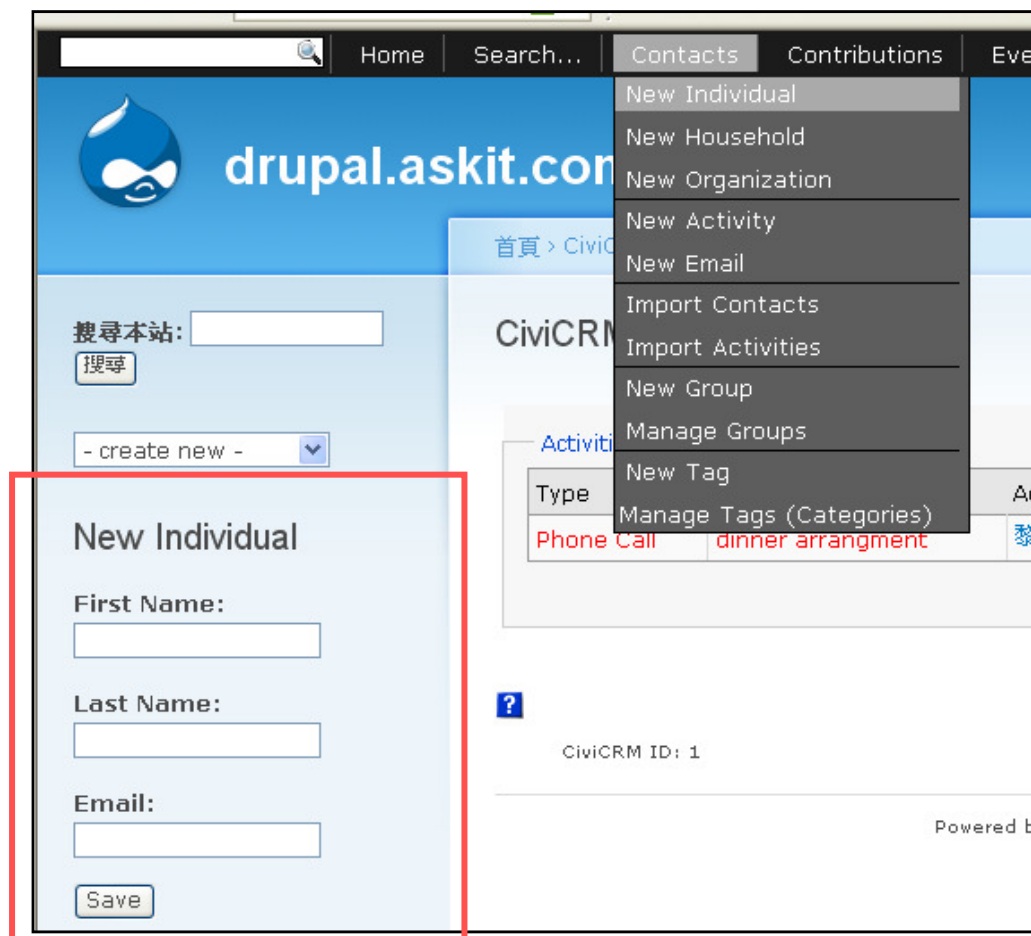 Home Search... Contacts Contributions Eve
New Individual
New Household
New Organization
New Activity
New Email
Import Contacts
Import Activities
New Group
Manage Groups
New Tag
Manage Tags (Categories)
drupal.askit.con
首頁 › CiviC
搜尋本站:
搜尋
- create new -
New Individual
First Name:
Last Name:
Email:
Save
CiviCRM
Activiti
Type A
Phone Call dinner arrangment 黎
?
CiviCRM ID: 1
Powered b